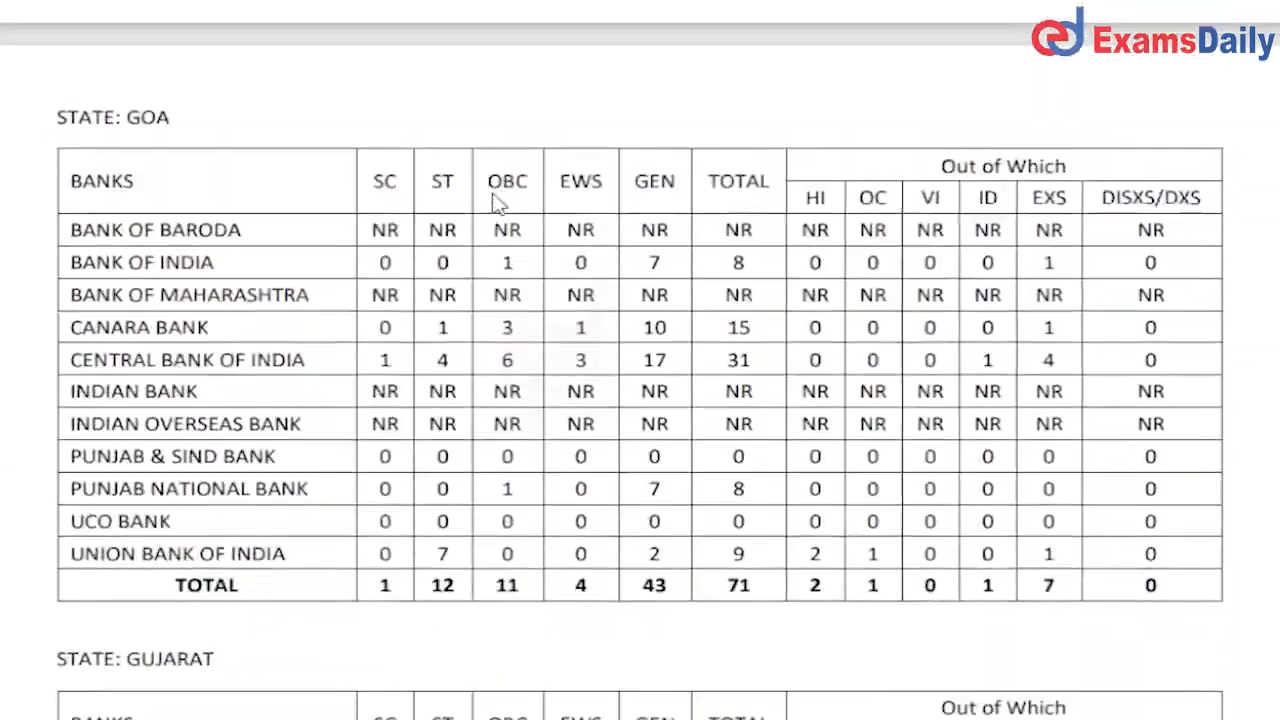 ExamsDaily
STATE: GOA
BANKS SC ST OBC EWS GEN TOTAL Out of Which
HI OC VI ID EXS DISXS/DXS
BANK OF BARODA NR NR NR NR NR NR NR NR NR NR NR NR
BANK OF INDIA 0 0 1 0 7 8 0 0 0 0 1 0
BANK OF MAHARASHTRA NR NR NR NR NR NR NR NR NR NR NR NR
CANARA BANK 0 1 3 1 10 15 0 0 0 0 1 0
CENTRAL BANK OF INDIA 1 4 6 3 17 31 0 0 0 1 4 0
INDIAN BANK NR NR NR NR NR NR NR NR NR NR NR NR
INDIAN OVERSEAS BANK NR NR NR NR NR NR NR NR NR NR NR NR
PUNJAB & SIND BANK 0 0 0 0 0 0 0 0 0 0 0 0
PUNJAB NATIONAL BANK 0 0 1 0 7 8 0 0 0 0 0 0
UCO BANK 0 0 0 0 0 0 0 0 0 0 0 0
UNION BANK OF INDIA 0 7 0 0 2 9 2 1 0 0 1 0
TOTAL 1 12 11 4 43 71 2 1 0 1 7 0
STATE: GUJARAT
BANKS SC ST OBC EWS GEN TOTAL Out of Which